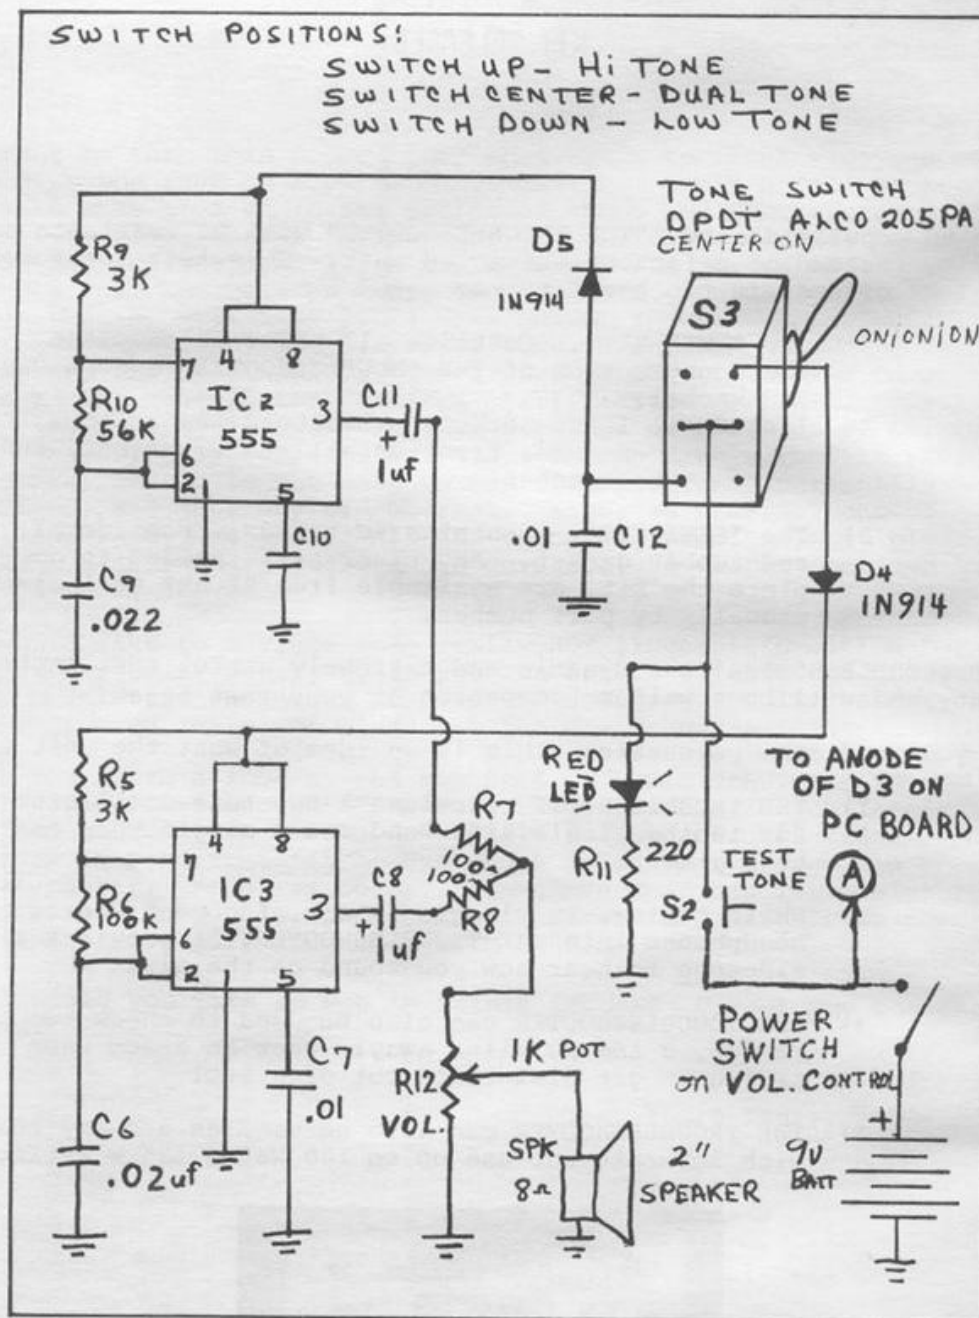 SWITCH POSITIONS:
SWITCH UP - Hi TONE
SWITCH CENTER - DUAL TONE
SWITCH DOWN - LOW TONE
TONE SWITCH
DPDT ALCO 205PA
CENTER ON
S3
ON/ON/ON
D5
1N914
R9
3K
4 8
7
IC2
555
3
6
2
5
R10
56K
C11
+
1uf
C10
C9
.022
.01 C12
D4
1N914
R5
3K
4 8
7
IC3
555
3
6
2
5
R6
100K
C8
+
1uf
R7
100Ω
100Ω
R8
RED
LED
R11
220
TO ANODE
OF D3 ON
PC BOARD
A
TEST
TONE
S2
POWER
SWITCH
on VOL. CONTROL
C7
.01
1K POT
R12
VOL.
C6
.02uf
SPK
8Ω
2"
SPEAKER
+
9V
BATT